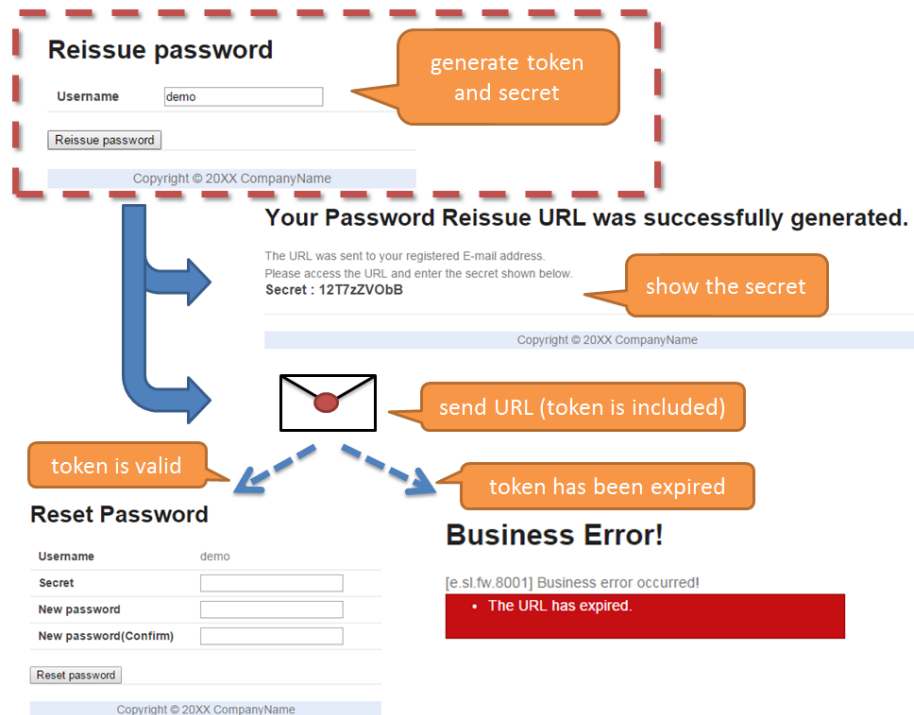 Reissue password
generate token
and secret
Username demo
Reissue password
Copyright © 20XX CompanyName
Your Password Reissue URL was successfully generated.
The URL was sent to your registered E-mail address.
Please access the URL and enter the secret shown below.
Secret : 12T7zZVObB
show the secret
Copyright © 20XX CompanyName
send URL (token is included)
token is valid
token has been expired
Reset Password
Username demo
Secret
New password
New password(Confirm)
Reset password
Copyright © 20XX CompanyName
Business Error!
[e.sl.fw.8001] Business error occurred!
• The URL has expired.